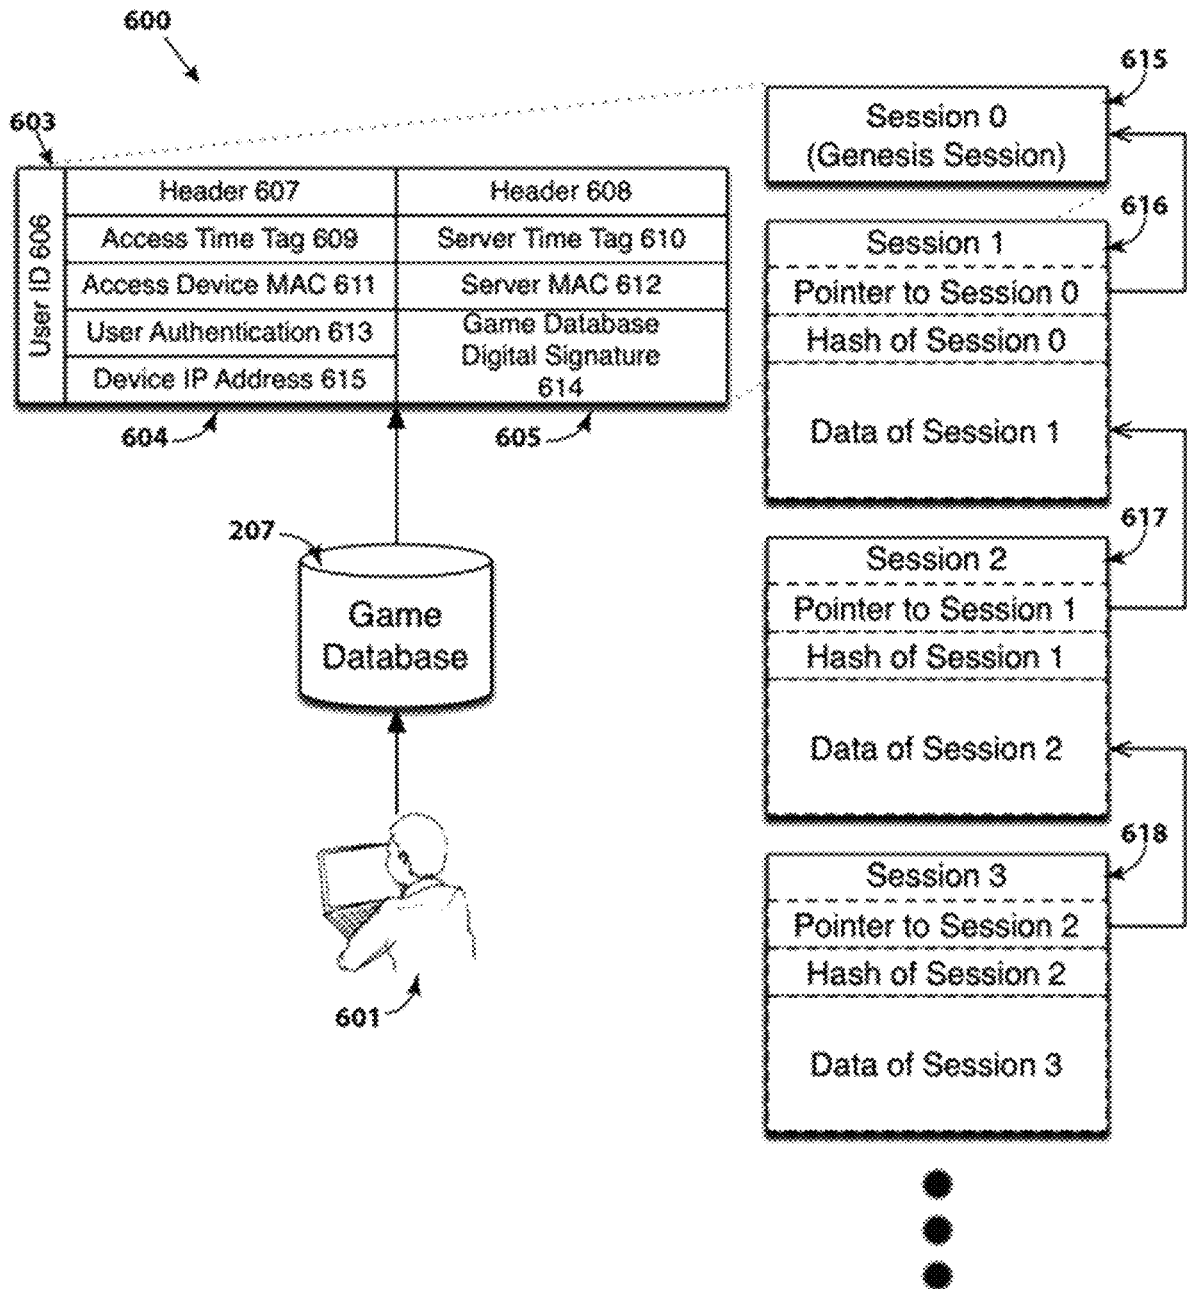 600
603
User ID 606
Header 607
Header 608
Access Time Tag 609
Server Time Tag 610
Access Device MAC 611
Server MAC 612
User Authentication 613
Game Database
Digital Signature
614
Device IP Address 615
604
605
207
Game
Database
601
615
Session 0
(Genesis Session)
616
Session 1
Pointer to Session 0
Hash of Session 0
Data of Session 1
617
Session 2
Pointer to Session 1
Hash of Session 1
Data of Session 2
618
Session 3
Pointer to Session 2
Hash of Session 2
Data of Session 3